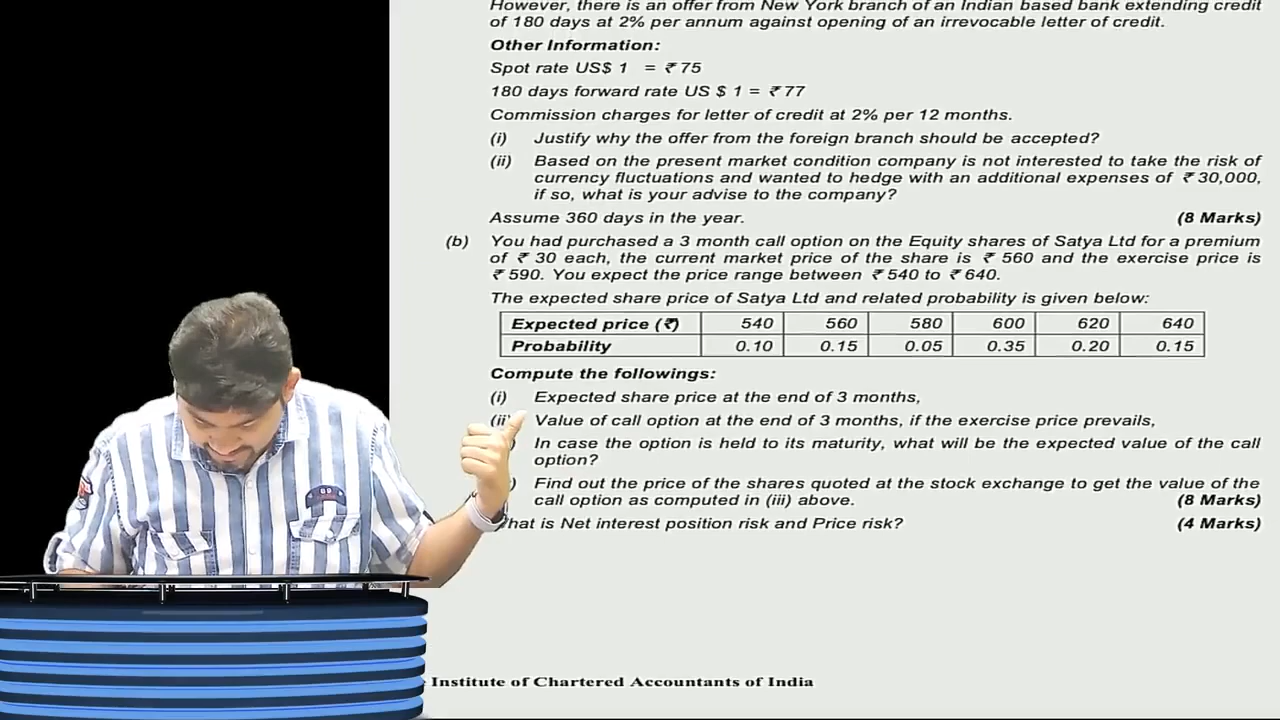 However, there is an offer from New York branch of an Indian based bank extending credit
of 180 days at 2% per annum against opening of an irrevocable letter of credit.
Other Information:
Spot rate US$ 1 = ₹ 75
180 days forward rate US $ 1 = ₹ 77
Commission charges for letter of credit at 2% per 12 months.
(i) Justify why the offer from the foreign branch should be accepted?
(ii) Based on the present market condition company is not interested to take the risk of
currency fluctuations and wanted to hedge with an additional expenses of ₹ 30,000,
if so, what is your advise to the company?
Assume 360 days in the year. (8 Marks)
(b) You had purchased a 3 month call option on the Equity shares of Satya Ltd for a premium
of ₹ 30 each, the current market price of the share is ₹ 560 and the exercise price is
₹ 590. You expect the price range between ₹ 540 to ₹ 640.
The expected share price of Satya Ltd and related probability is given below:
Expected price (₹) 540 560 580 600 620 640
Probability 0.10 0.15 0.05 0.35 0.20 0.15
Compute the followings:
(i) Expected share price at the end of 3 months,
(ii) Value of call option at the end of 3 months, if the exercise price prevails,
In case the option is held to its maturity, what will be the expected value of the call
option?
) Find out the price of the shares quoted at the stock exchange to get the value of the
call option as computed in (iii) above. (8 Marks)
hat is Net interest position risk and Price risk? (4 Marks)
Institute of Chartered Accountants of India